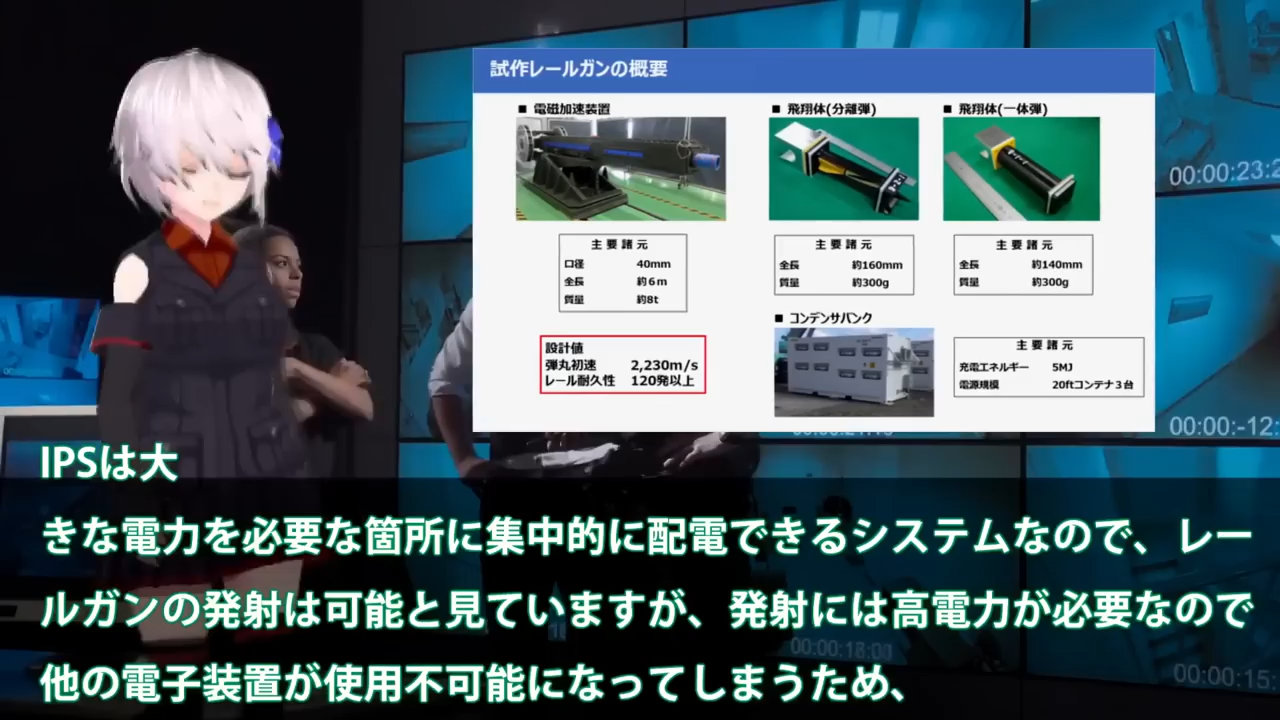 試作レールガンの概要
■ 電磁加速装置
■ 飛翔体(分離弾)
■ 飛翔体(一体弾)
主要諸元
口径 40mm
全長 約6m
質量 約8t
主要諸元
全長 約160mm
質量 約300g
主要諸元
全長 約140mm
質量 約300g
設計値
弾丸初速 2,230m/s
レール耐久性 120発以上
■ コンデンサバンク
主要諸元
充電エネルギー 5MJ
電源規模 20ftコンテナ3台
00:00:23:2
00:00:-12:
00:00:18:00
00:00:15:
IPSは大
きな電力を必要な箇所に集中的に配電できるシステムなので、レー
ルガンの発射は可能と見ていますが、発射には高電力が必要なので
他の電子装置が使用不可能になってしまうため、